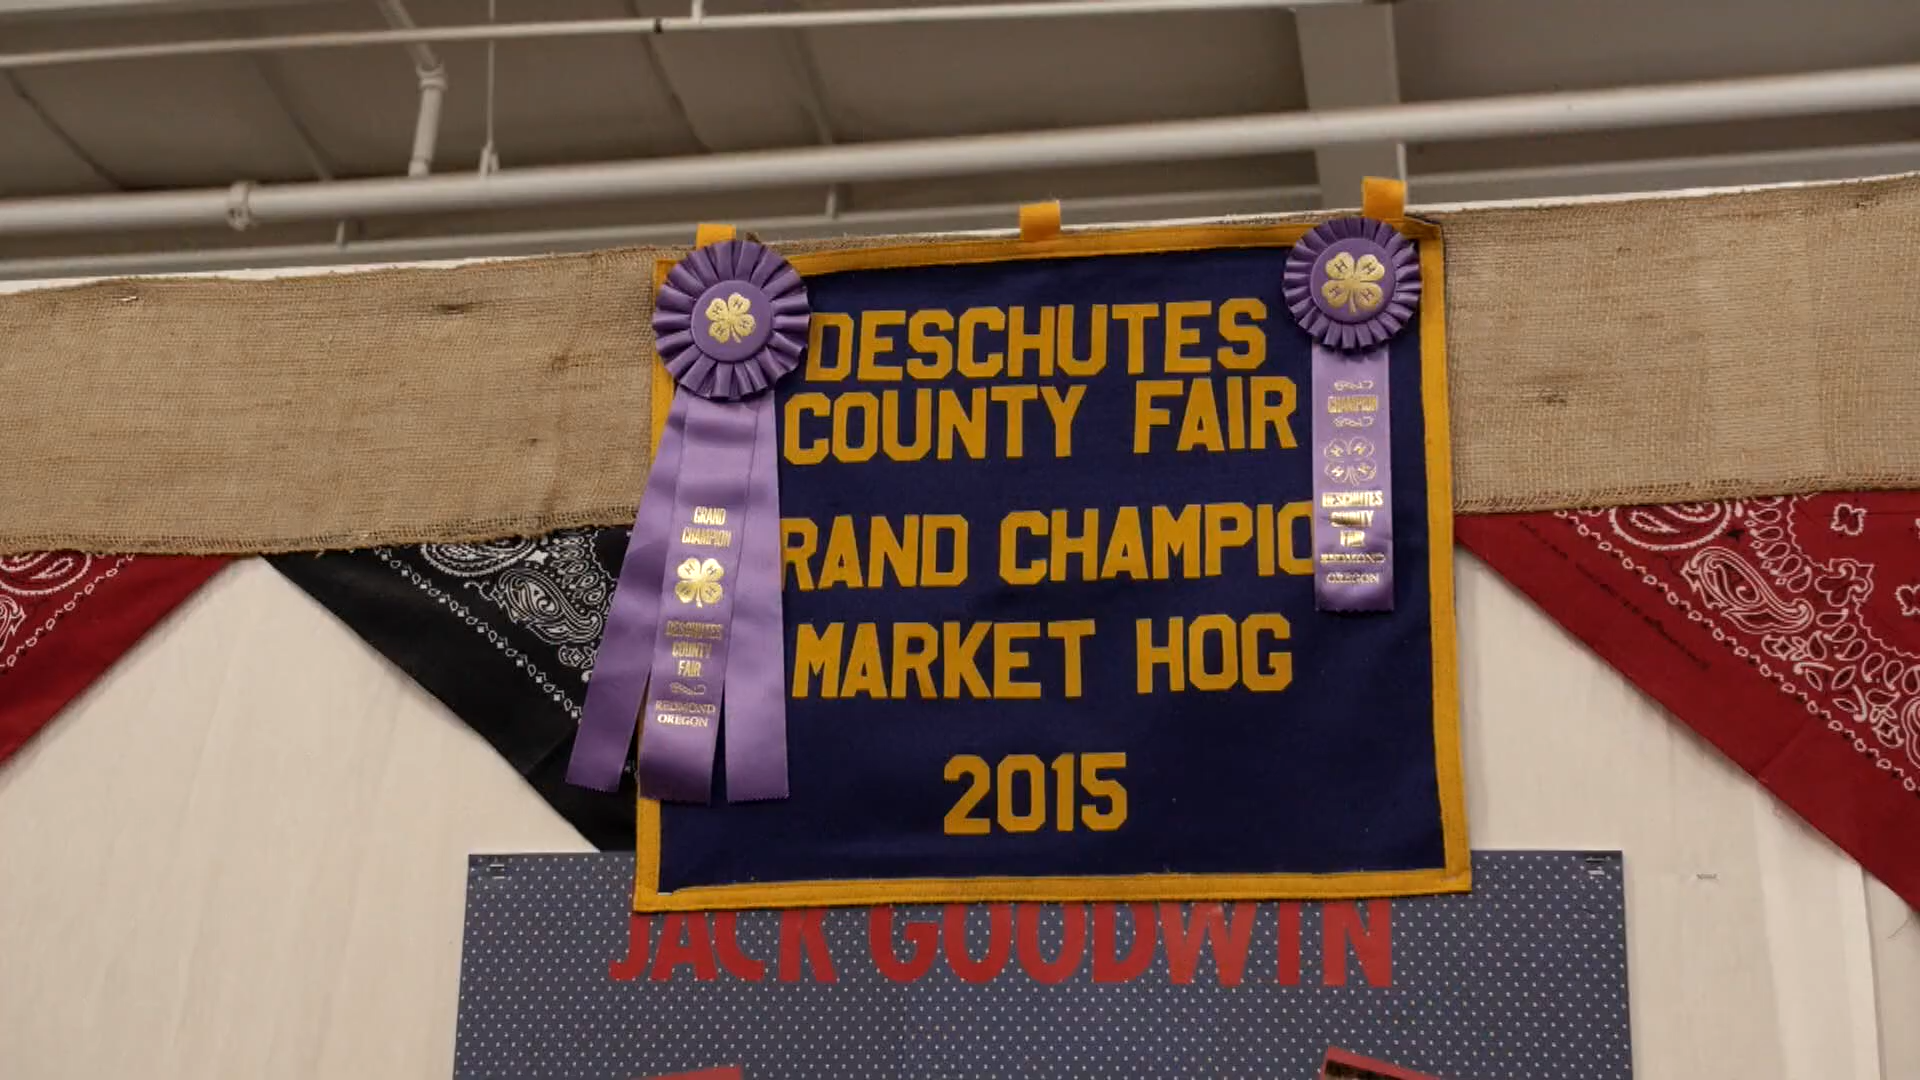 DESCHUTES
COUNTY FAIR
RAND CHAMPIO
MARKET HOG
2015
GRAND
CHAMPION
DESCHUTES
COUNTY
FAIR
REDMOND
OREGON
CHAMPION
DESCHUTES
COUNTY
FAIR
REDMOND
OREGON
JACK GOODWIN